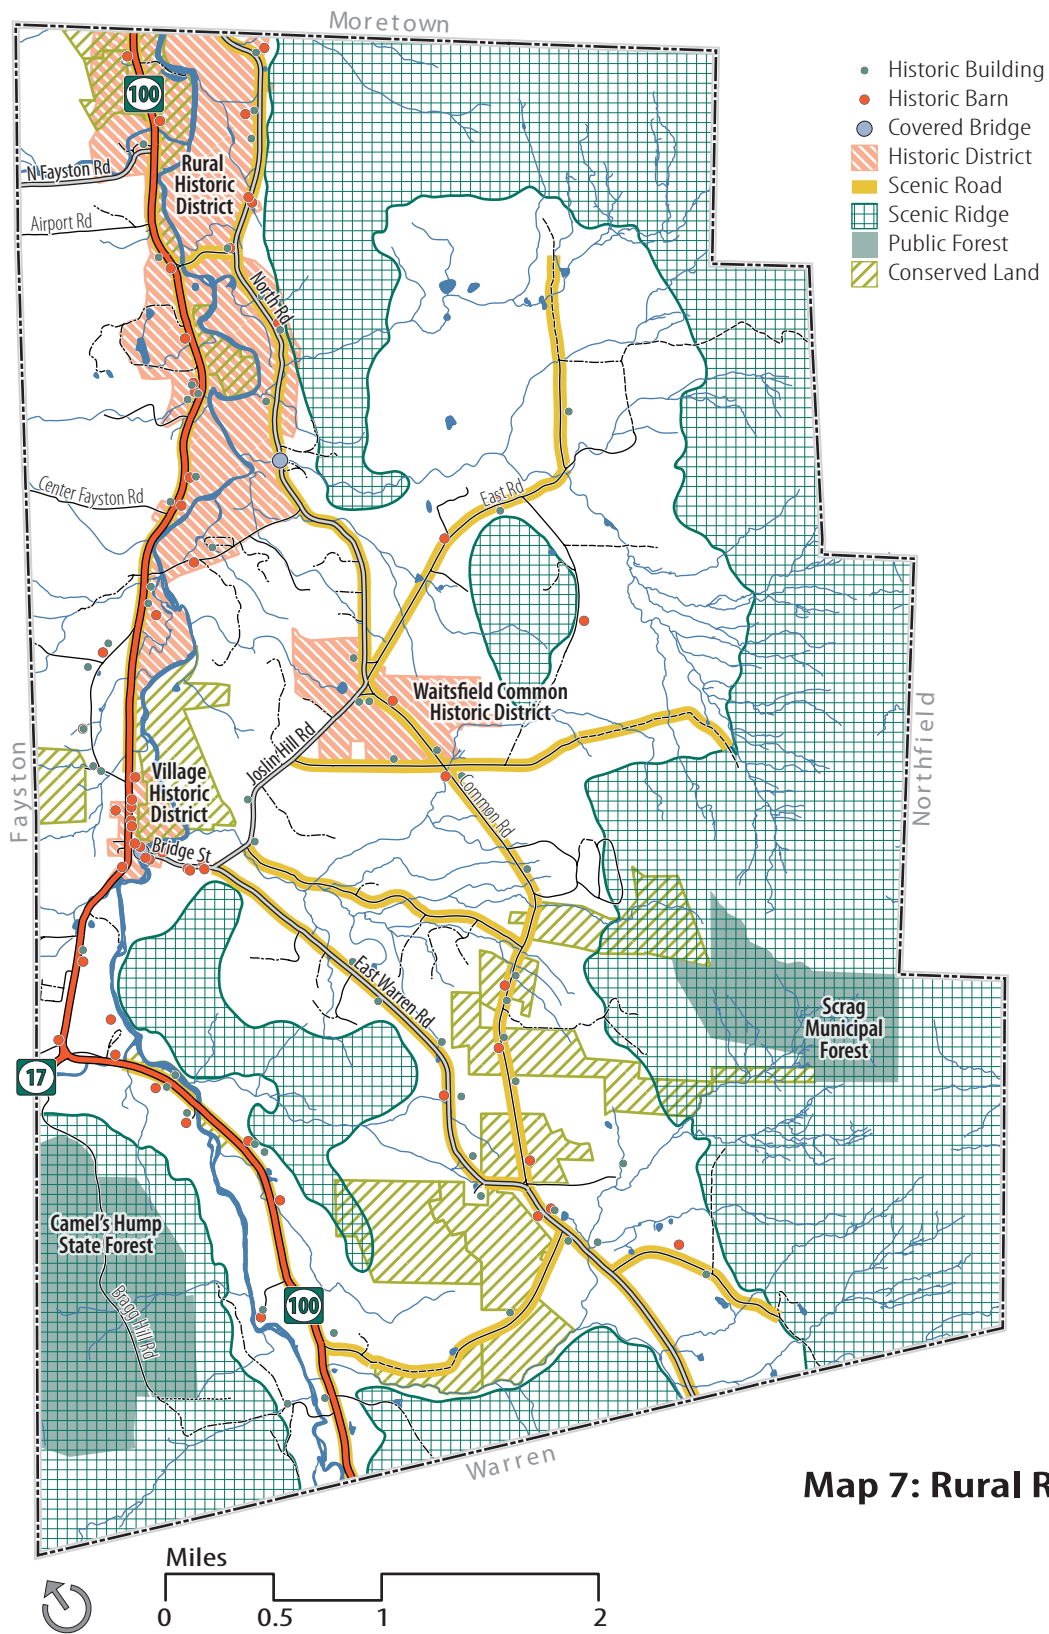 Moretown
Historic Building
Historic Barn
Covered Bridge
Historic District
Scenic Road
Scenic Ridge
Public Forest
Conserved Land
100
N Fayston Rd
Rural
Historic
District
Airport Rd
North Rd
Center Fayston Rd
East Rd
Waitsfield Common
Historic District
Joslin Hill Rd
Fayston
Northfield
Village
Historic
District
Common Rd
Bridge St
East Warren Rd
Scrag
Municipal
Forest
17
Camel's Hump
State Forest
Bragg Hill Rd
100
Warren
Map 7: Rural R
Miles
0 0.5 1 2